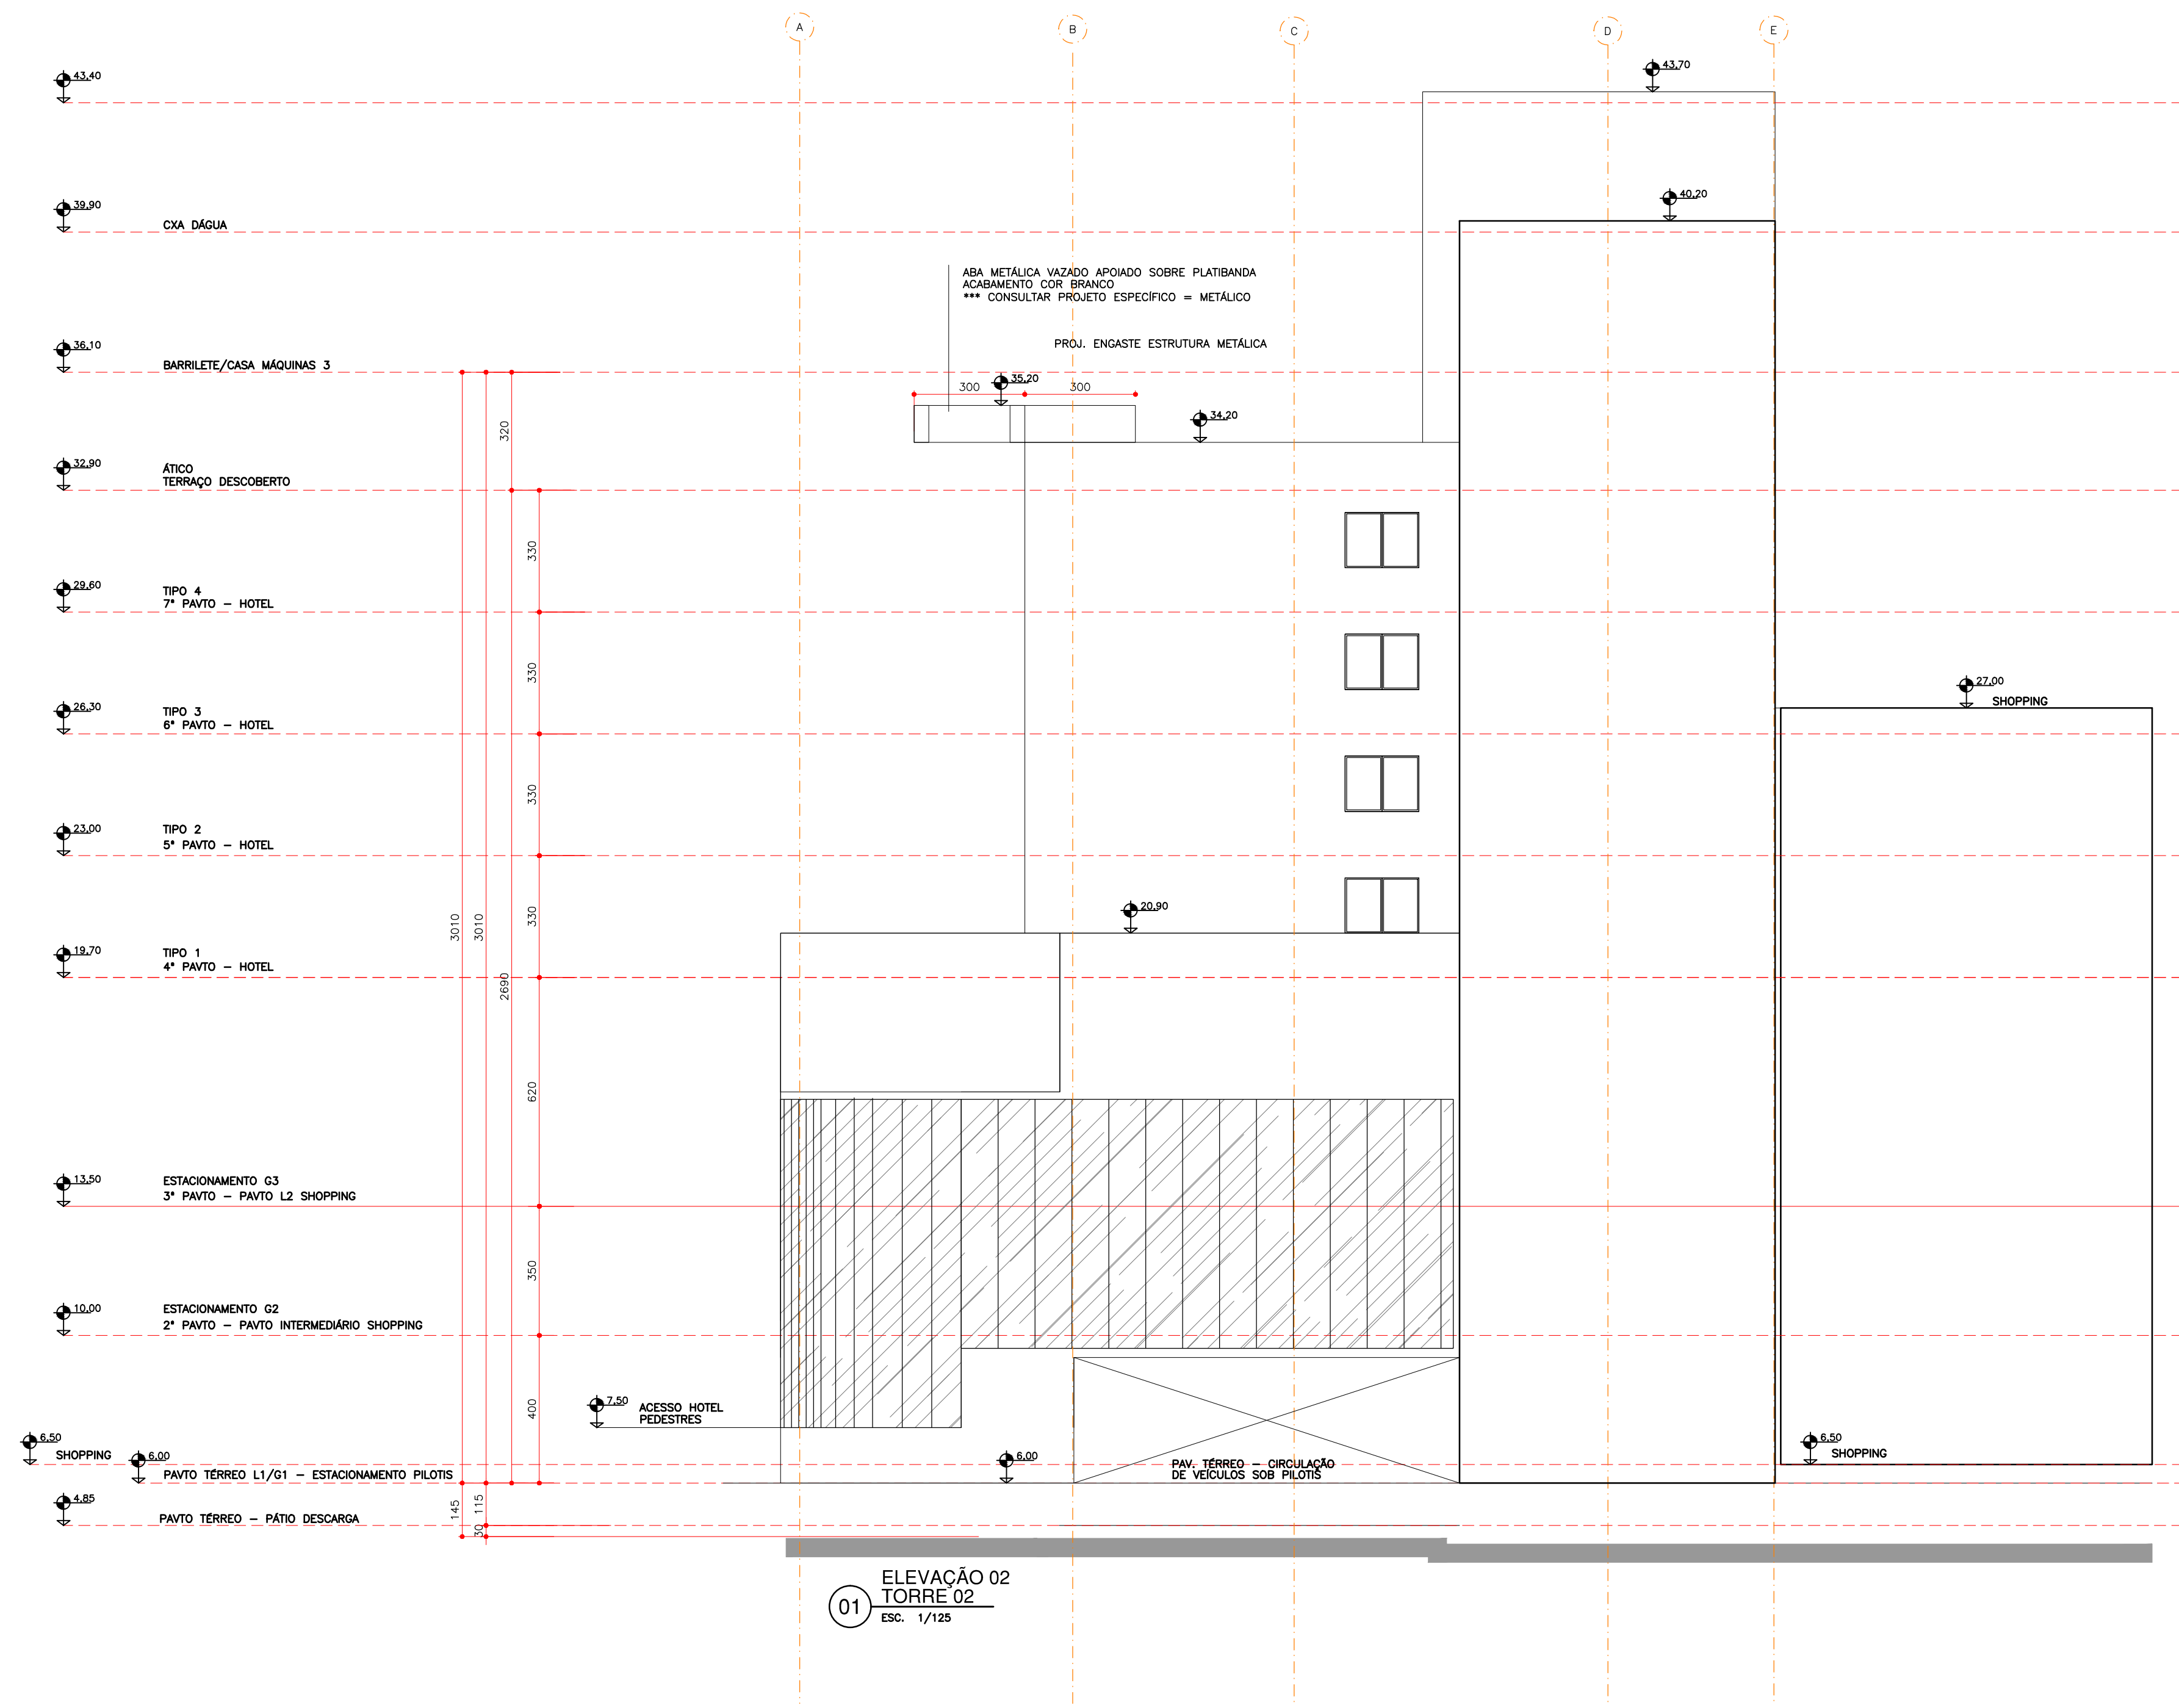 A
B
C
D
E
43,40
43,70
39,90
CXA DÁGUA
40,20
ABA METÁLICA VAZADO APOIADO SOBRE PLATIBANDA
ACABAMENTO COR BRANCO
*** CONSULTAR PROJETO ESPECÍFICO = METÁLICO
PROJ. ENGASTE ESTRUTURA METÁLICA
36,10
BARRILETE/CASA MÁQUINAS 3
300
35,20
300
34,20
320
32,90
ÁTICO
TERRAÇO DESCOBERTO
330
29,60
TIPO 4
7º PAVTO – HOTEL
330
27,00
SHOPPING
26,30
TIPO 3
6º PAVTO – HOTEL
330
23,00
TIPO 2
5º PAVTO – HOTEL
330
20,90
3010
3010
19,70
TIPO 1
4º PAVTO – HOTEL
2690
620
13,50
ESTACIONAMENTO G3
3º PAVTO – PAVTO L2 SHOPPING
350
10,00
ESTACIONAMENTO G2
2º PAVTO – PAVTO INTERMEDIÁRIO SHOPPING
400
7,50
ACESSO HOTEL
PEDESTRES
6,50
SHOPPING
6,00
PAVTO TÉRREO L1/G1 – ESTACIONAMENTO PILOTIS
6,00
PAV. TÉRREO – CIRCULAÇÃO
DE VEÍCULOS SOB PILOTIS
6,50
SHOPPING
4,85
PAVTO TÉRREO – PÁTIO DESCARGA
145
115
30
01
ELEVAÇÃO 02
TORRE 02
ESC. 1/125